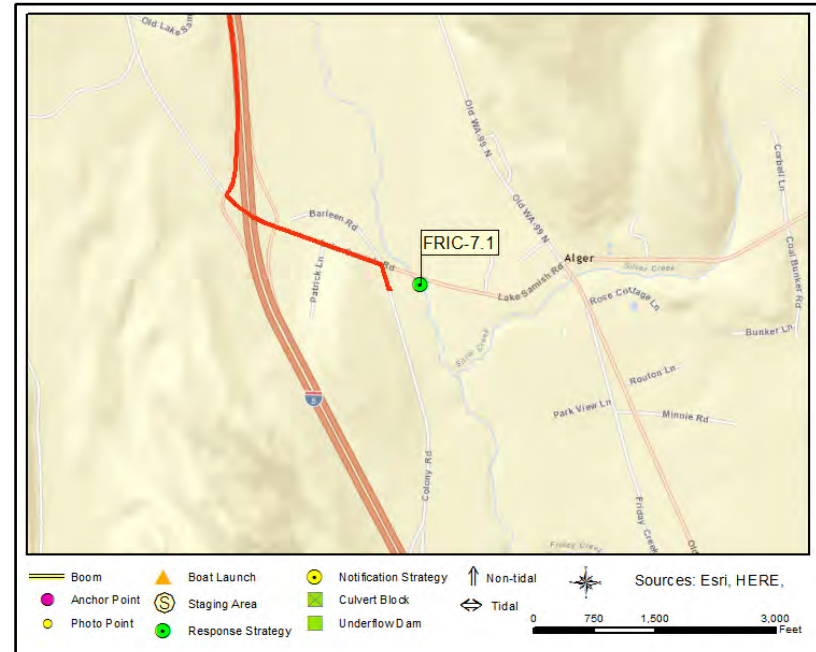 Old Lake Sam
Old WA-99 N
Corbell Ln
Barleen Rd
FRIC-7.1
Old WA-99 N
Alger
Coal Bunker Rd
Rd
Patrick Ln
Silver Creek
Lake Samish Rd
Rose Cottage Ln
Bunker Ln
Silver Creek
Routon Ln
5
Park View Ln
Minnie Rd
Colony Rd
Friday Creek
Old
Friday Creek
Boom
Boat Launch
Notification Strategy
Non-tidal
Sources: Esri, HERE,
Anchor Point
S Staging Area
Culvert Block
Tidal
Photo Point
Response Strategy
Underflow Dam
0 750 1,500 3,000
Feet